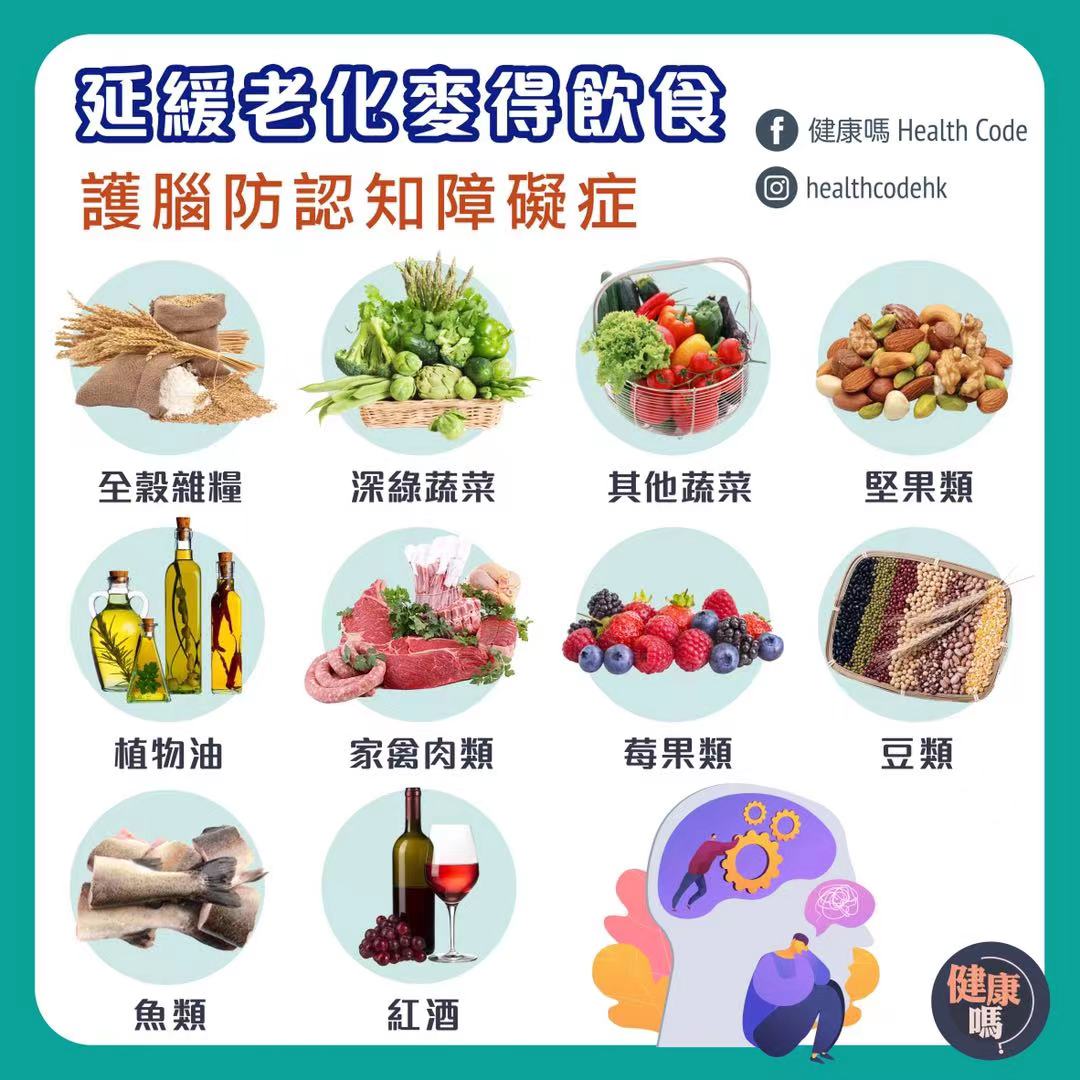 延緩老化麥得飲食
護腦防認知障礙症
健康嗎 Health Code
healthcodehk
全穀雜糧
深綠蔬菜
其他蔬菜
堅果類
植物油
家禽肉類
莓果類
豆類
魚類
紅酒
健康
嗎